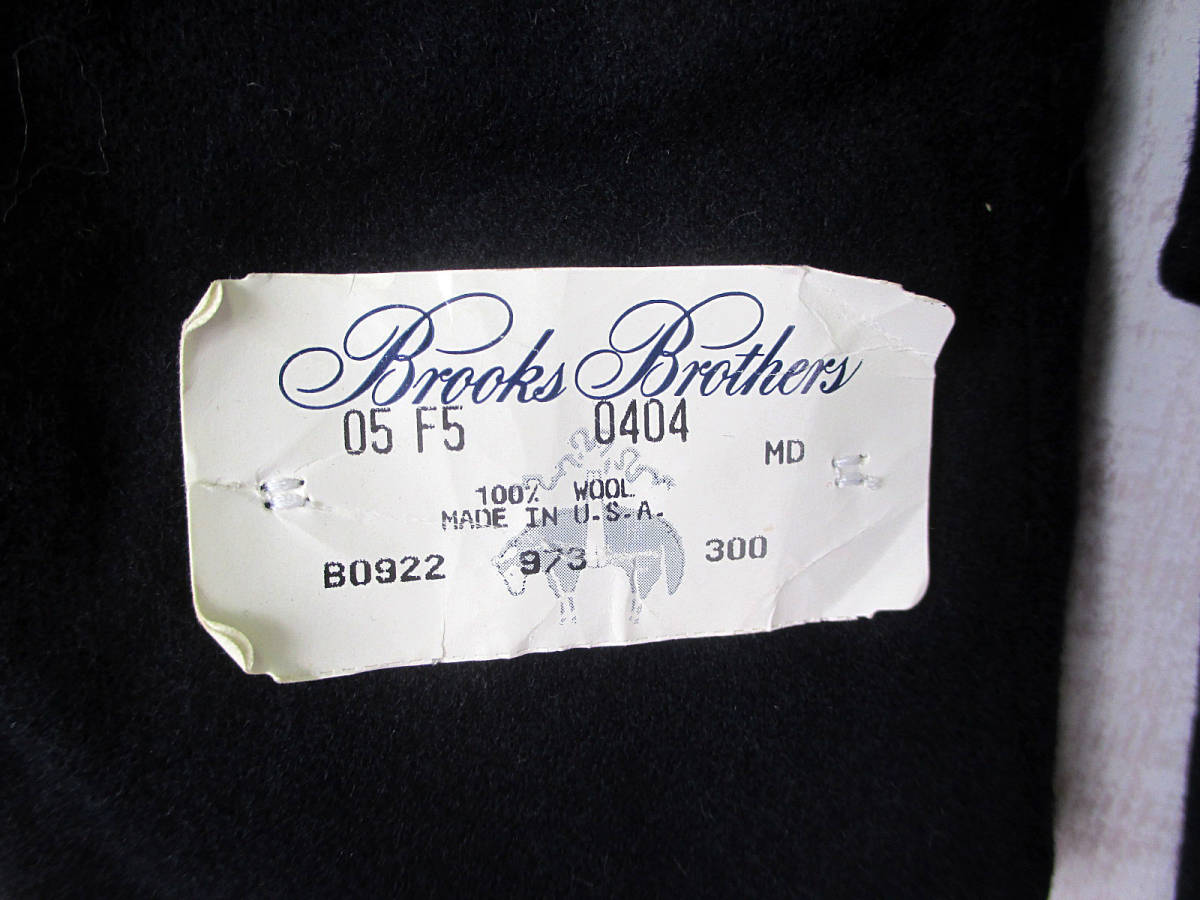 Brooks Brothers
05 F5 0404
MD
100% WOOL
MADE IN U.S.A.
B0922 973 300